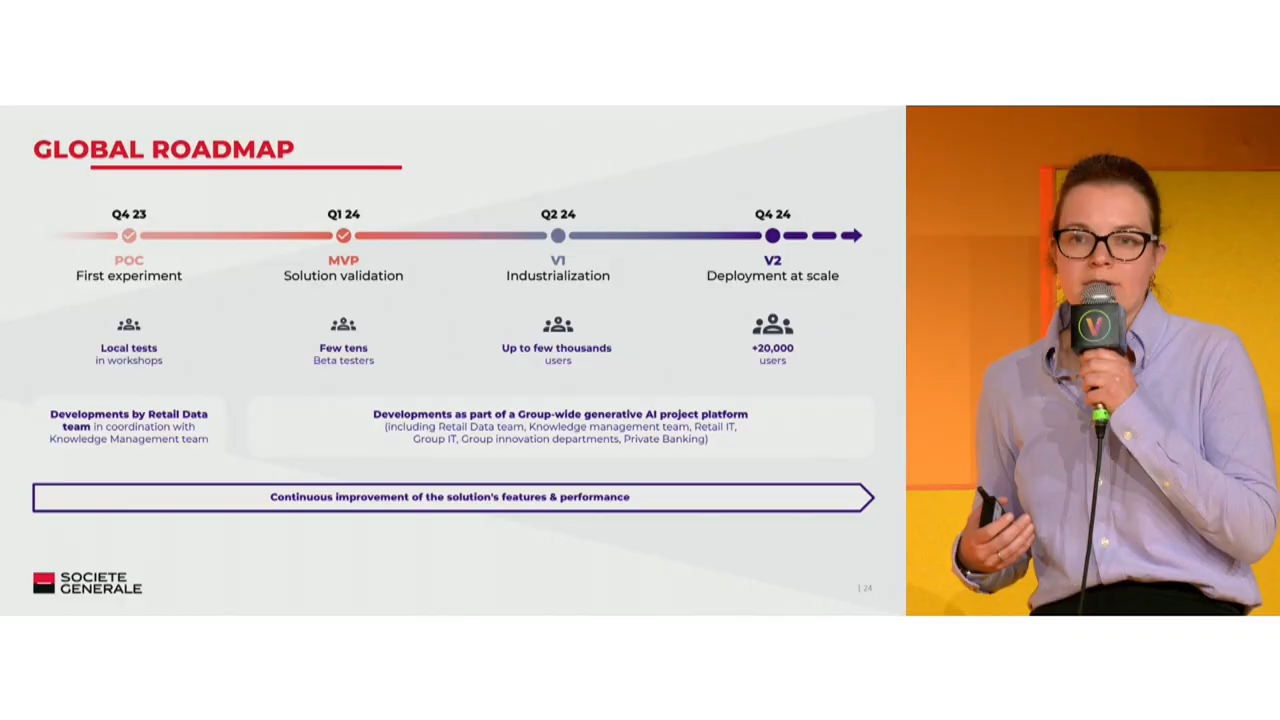 GLOBAL ROADMAP
Q4 23
Q1 24
Q2 24
Q4 24
POC
First experiment
MVP
Solution validation
V1
Industrialization
V2
Deployment at scale
Local tests
in workshops
Few tens
Beta testers
Up to few thousands
users
+20,000
users
Developments by Retail Data
team in coordination with
Knowledge Management team
Developments as part of a Group-wide generative AI project platform
(including Retail Data team, Knowledge management team, Retail IT,
Group IT, Group innovation departments, Private Banking)
Continuous improvement of the solution's features & performance
SOCIETE
GENERALE
| 24
V